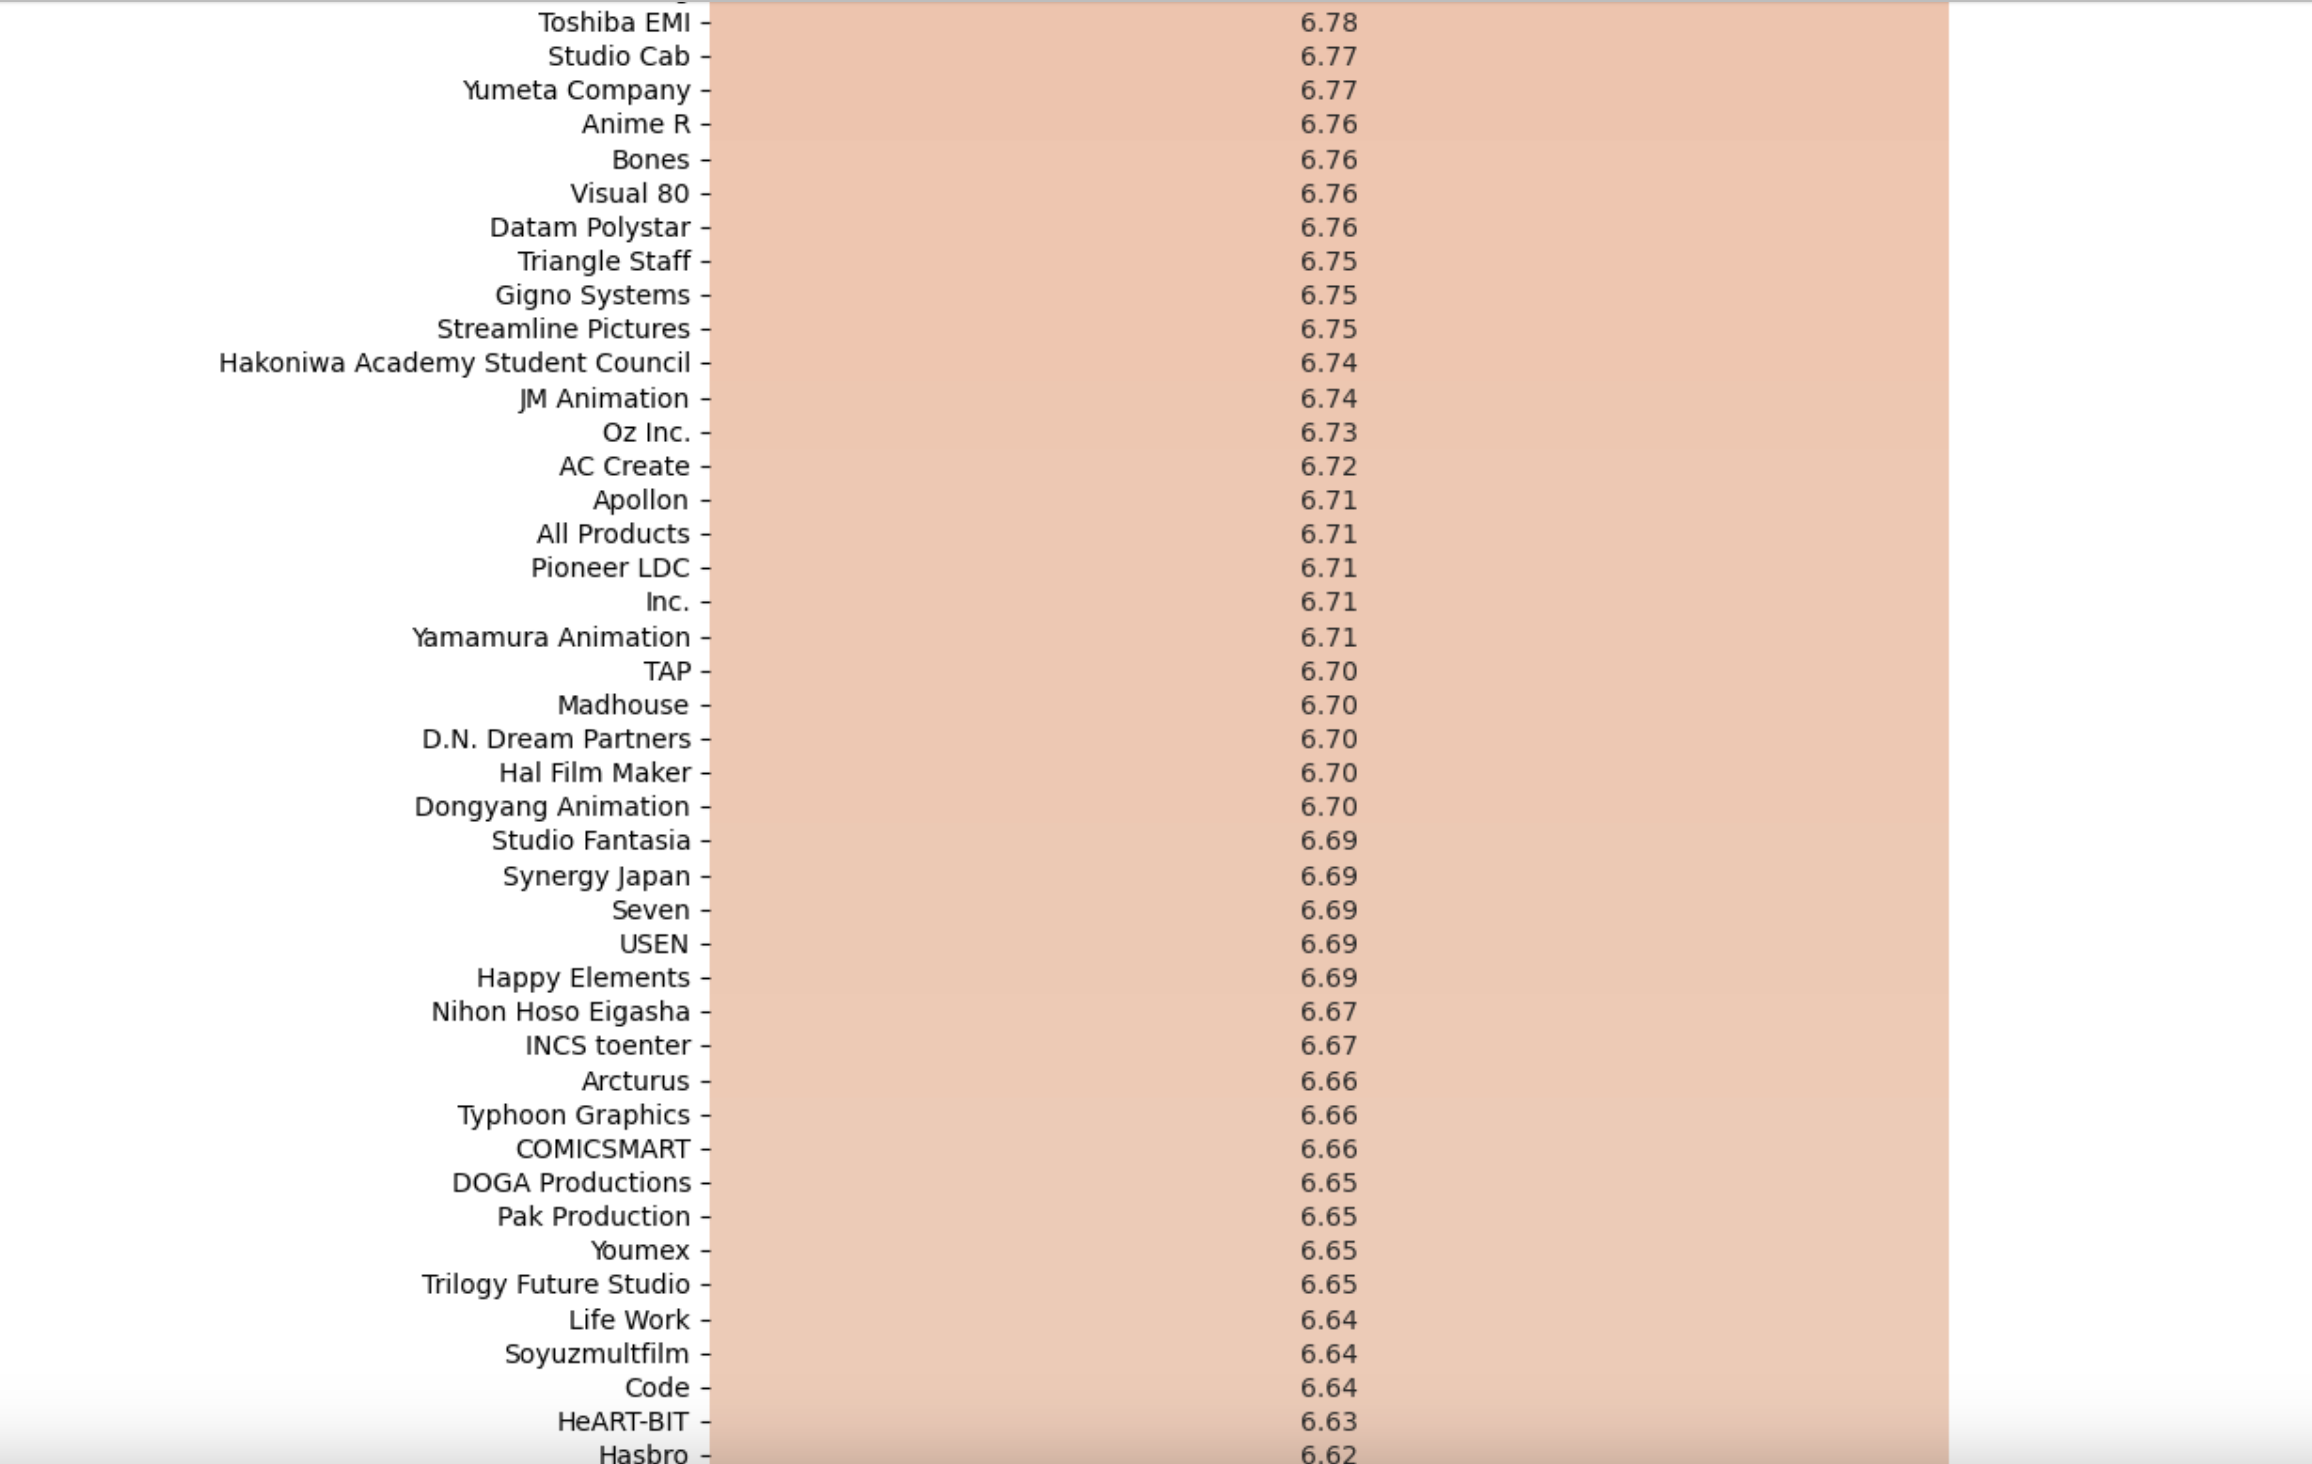 Toshiba EMI 6.78
Studio Cab 6.77
Yumeta Company 6.77
Anime R 6.76
Bones 6.76
Visual 80 6.76
Datam Polystar 6.76
Triangle Staff 6.75
Gigno Systems 6.75
Streamline Pictures 6.75
Hakoniwa Academy Student Council 6.74
JM Animation 6.74
Oz Inc. 6.73
AC Create 6.72
Apollon 6.71
All Products 6.71
Pioneer LDC 6.71
Inc. 6.71
Yamamura Animation 6.71
TAP 6.70
Madhouse 6.70
D.N. Dream Partners 6.70
Hal Film Maker 6.70
Dongyang Animation 6.70
Studio Fantasia 6.69
Synergy Japan 6.69
Seven 6.69
USEN 6.69
Happy Elements 6.69
Nihon Hoso Eigasha 6.67
INCS toenter 6.67
Arcturus 6.66
Typhoon Graphics 6.66
COMICSMART 6.66
DOGA Productions 6.65
Pak Production 6.65
Youmex 6.65
Trilogy Future Studio 6.65
Life Work 6.64
Soyuzmultfilm 6.64
Code 6.64
HeART-BIT 6.63
Hasbro 6.62